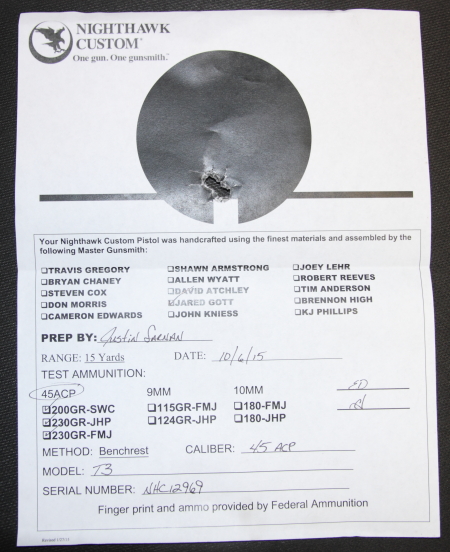 NIGHTHAWK
CUSTOM™
One gun. One gunsmith.™
Your Nighthawk Custom Pistol was handcrafted using the finest materials and assembled by the
following Master Gunsmith:
❑TRAVIS GREGORY ❑SHAWN ARMSTRONG ❑JOEY LEHR
❑BRYAN CHANEY ❑ALLEN WYATT ❑ROBERT REEVES
❑STEVEN COX ❑DAVID ATCHLEY ❑TIM ANDERSON
❑DON MORRIS ❑JARED GOTT ❑BRENNON HIGH
❑CAMERON EDWARDS ❑JOHN KNIESS ❑KJ PHILLIPS
PREP BY: Justin
RANGE: 15 Yards DATE: 10/6/15
TEST AMMUNITION:
45ACP 9MM 10MM
❑200GR-SWC ❑115GR-FMJ ❑180-FMJ
❑230GR-JHP ❑124GR-JHP ❑180-JHP
❑230GR-FMJ
METHOD: Benchrest CALIBER: 45 ACP
MODEL: T3
SERIAL NUMBER: NHC12969
Finger print and ammo provided by Federal Ammunition